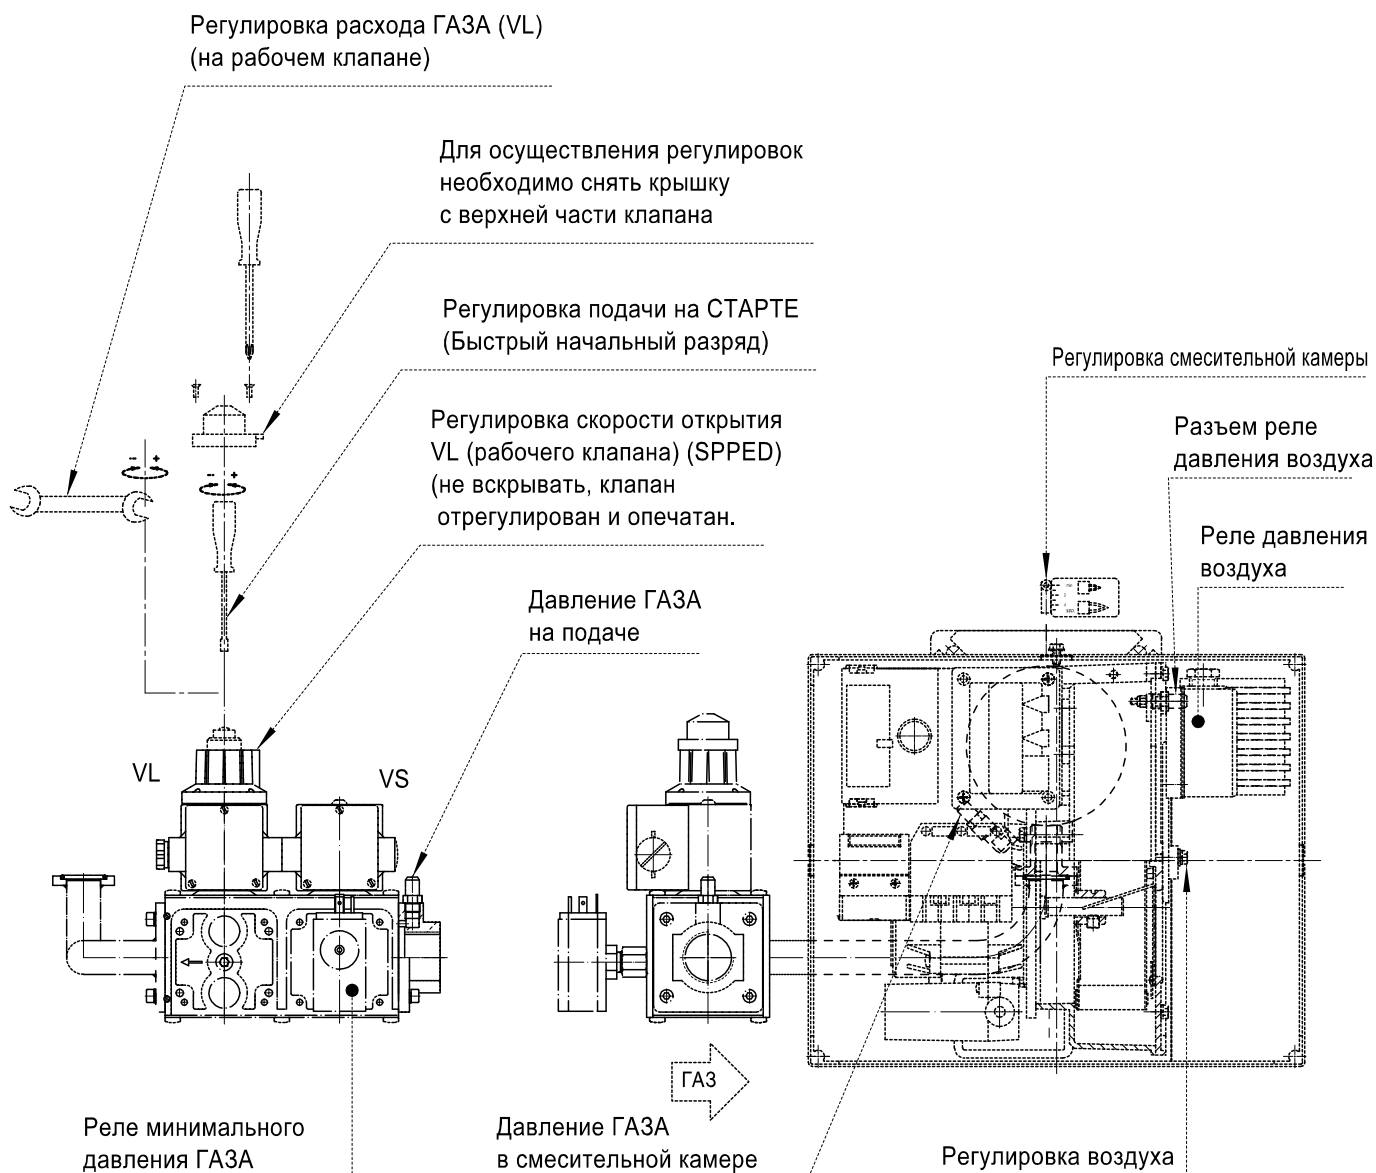 Регулировка расхода ГАЗА (VL)
(на рабочем клапане)
Для осуществления регулировок
необходимо снять крышку
с верхней части клапана
Регулировка подачи на СТАРТЕ
(Быстрый начальный разряд)
Регулировка смесительной камеры
Регулировка скорости открытия
VL (рабочего клапана) (SPPED)
(не вскрывать, клапан
отрегулирован и опечатан.
Разъем реле
давления воздуха
Реле давления
воздуха
- +
- +
Давление ГАЗА
на подаче
VL
VS
ГАЗ
Реле минимального
давления ГАЗА
Давление ГАЗА
в смесительной камере
Регулировка воздуха